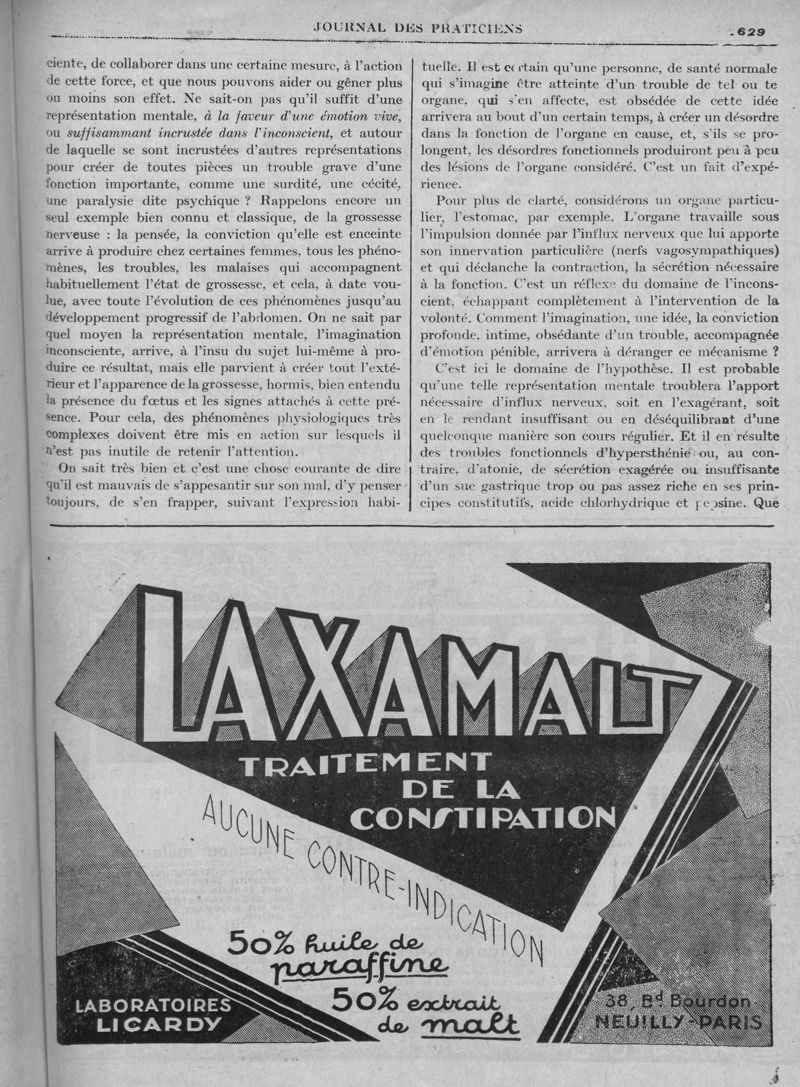 JOURNAL DES PRATICIENS
629
ciente, de collaborer dans une certaine mesure, à l'action
de cette force, et que nous pouvons aider ou gêner plus
ou moins son effet. Ne sait-on pas qu'il suffit d'une
représentation mentale, à la faveur d'une émotion vive,
ou suffisammant incrustée dans l'inconscient, et autour
de laquelle se sont incrustées d'autres représentations
pour créer de toutes pièces un trouble grave d'une
fonction importante, comme une surdité, une cécité,
une paralysie dite psychique ? Rappelons encore un
seul exemple bien connu et classique, de la grossesse
nerveuse : la pensée, la conviction qu'elle est enceinte
arrive à produire chez certaines femmes, tous les phéno-
mènes, les troubles, les malaises qui accompagnent
habituellement l'état de grossesse, et cela, à date vou-
lue, avec toute l'évolution de ces phénomènes jusqu'au
développement progressif de l'abdomen. On ne sait par
quel moyen la représentation mentale, l'imagination
inconsciente, arrive, à l'insu du sujet lui-même à pro-
duire ce résultat, mais elle parvient à créer tout l'exté-
rieur et l'apparence de la grossesse, hormis, bien entendu
la présence du fœtus et les signes attachés à cette pré-
sence. Pour cela, des phénomènes physiologiques très
complexes doivent être mis en action sur lesquels il
n'est pas inutile de retenir l'attention.
On sait très bien et c'est une chose courante de dire
qu'il est mauvais de s'appesantir sur son mal, d'y penser
toujours, de s'en frapper, suivant l'expression habi-
tuelle. Il est certain qu'une personne, de santé normale
qui s'imagine être atteinte d'un trouble de tel ou te
organe, qui s'en affecte, est obsédée de cette idée
arrivera au bout d'un certain temps, à créer un désordre
dans la fonction de l'organe en cause, et, s'ils se pro-
longent, les désordres fonctionnels produiront peu à peu
des lésions de l'organe considéré. C'est un fait d'expé-
rience.
Pour plus de clarté, considérons un organe particu-
lier, l'estomac, par exemple. L'organe travaille sous
l'impulsion donnée par l'influx nerveux que lui apporte
son innervation particulière (nerfs vagosympathiques)
et qui déclanche la contraction, la sécrétion nécessaire
à la fonction. C'est un réflexe du domaine de l'incons-
cient, échappant complètement à l'intervention de la
volonté. Comment l'imagination, une idée, la conviction
profonde, intime, obsédante d'un trouble, accompagnée
d'émotion pénible, arrivera à déranger ce mécanisme ?
C'est ici le domaine de l'hypothèse. Il est probable
qu'une telle représentation mentale troublera l'apport
nécessaire d'influx nerveux, soit en l'exagérant, soit
en le rendant insuffisant ou en déséquilibrant d'une
quelconque manière son cours régulier. Et il en résulte
des troubles fonctionnels d'hypersthénie ou, au con-
traire, d'atonie, de sécrétion exagérée ou insuffisante
d'un suc gastrique trop ou pas assez riche en ses prin-
cipes constitutifs, acide chlorhydrique et pepsine. Que
LAXAMALT
TRAITEMENT
DE LA
CONSTIPATION
AUCUNE CONTRE-INDICATION
50% huile de
paraffine
50% extrait
de malt
LABORATOIRES
LICARDY
38, Bd Bourdon
NEUILLY-PARIS